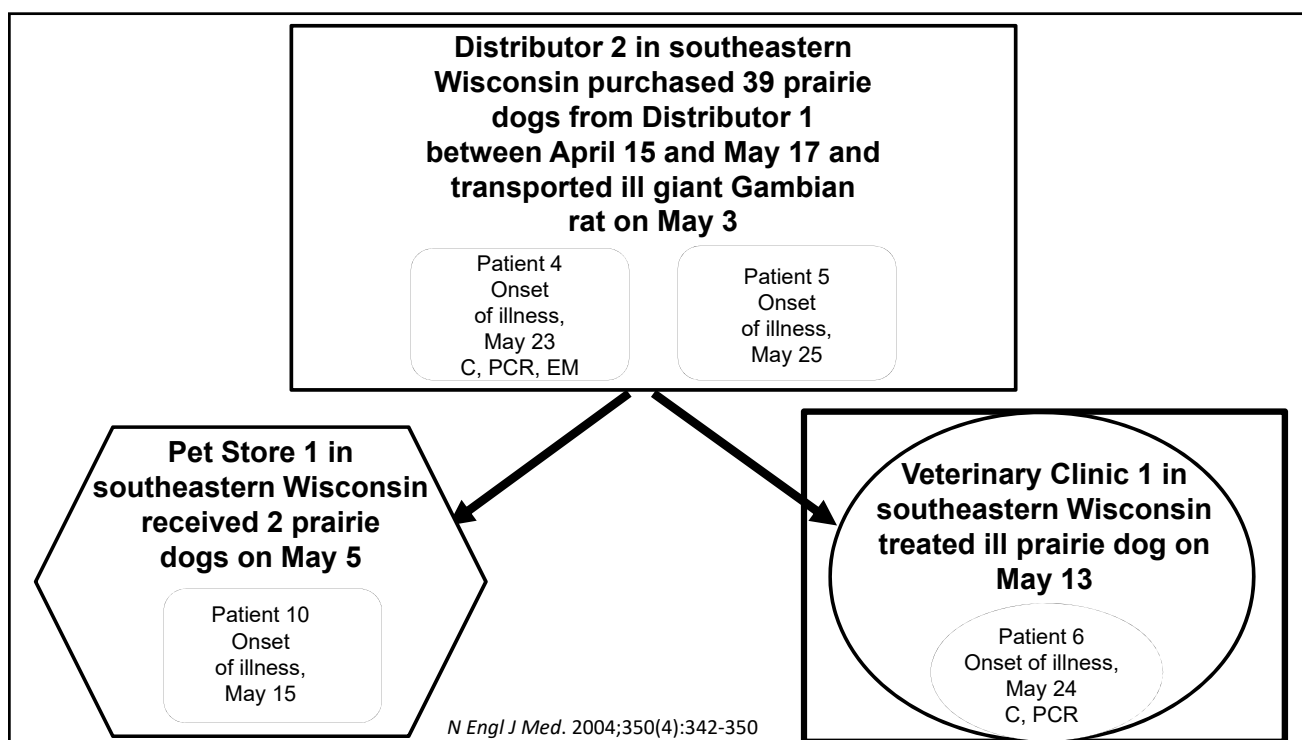 Distributor 2 in southeastern
Wisconsin purchased 39 prairie
dogs from Distributor 1
between April 15 and May 17 and
transported ill giant Gambian
rat on May 3
Patient 4
Onset
of illness,
May 23
C, PCR, EM
Patient 5
Onset
of illness,
May 25
Pet Store 1 in
southeastern Wisconsin
received 2 prairie
dogs on May 5
Patient 10
Onset
of illness,
May 15
Veterinary Clinic 1 in
southeastern Wisconsin
treated ill prairie dog on
May 13
Patient 6
Onset of illness,
May 24
C, PCR
N Engl J Med. 2004;350(4):342-350